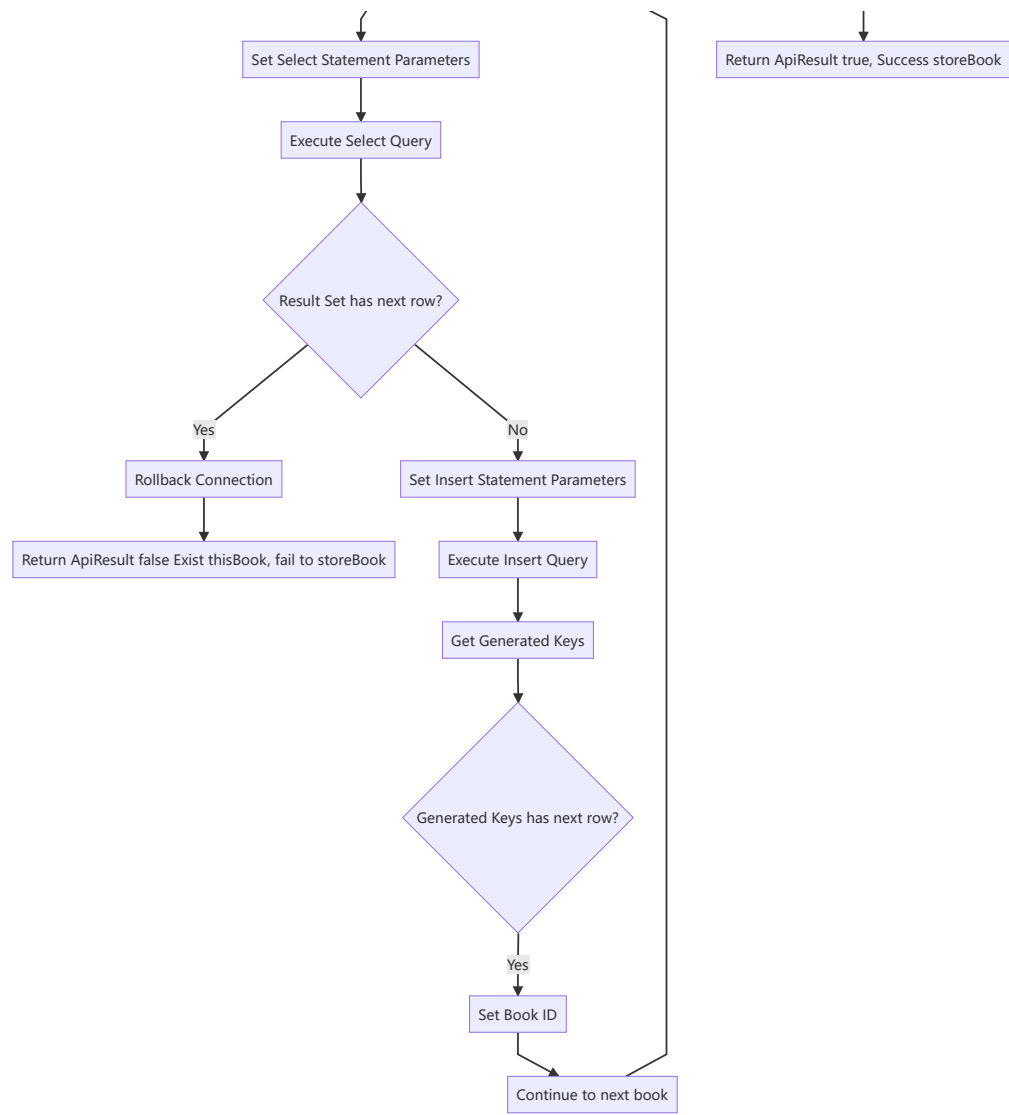 Set Select Statement Parameters
Return ApiResult true, Success storeBook
Execute Select Query
Result Set has next row?
Yes
No
Rollback Connection
Set Insert Statement Parameters
Return ApiResult false Exist thisBook, fail to storeBook
Execute Insert Query
Get Generated Keys
Generated Keys has next row?
Yes
Set Book ID
Continue to next book